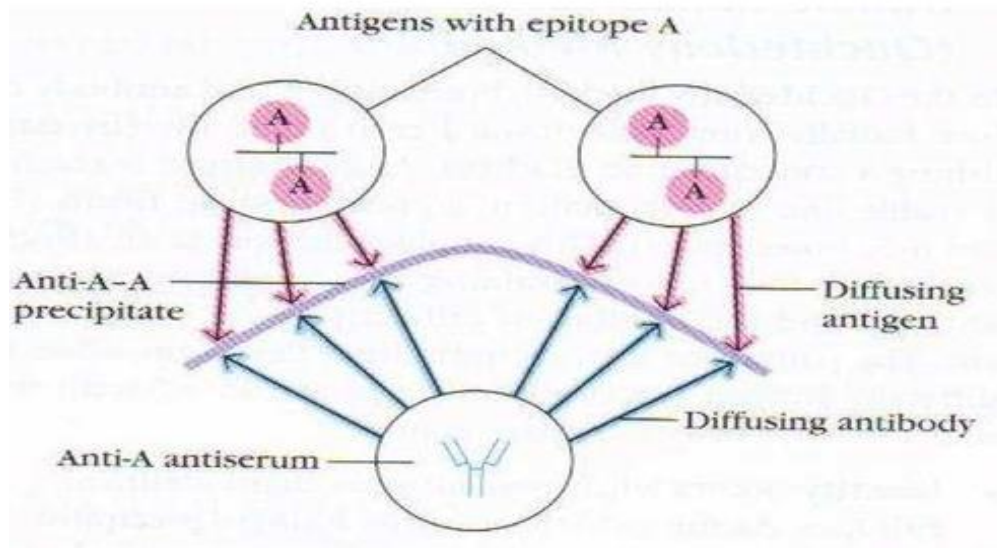 Antigens with epitope A
A
A
A
A
Anti-A–A
precipitate
Diffusing
antigen
Diffusing antibody
Anti-A antiserum